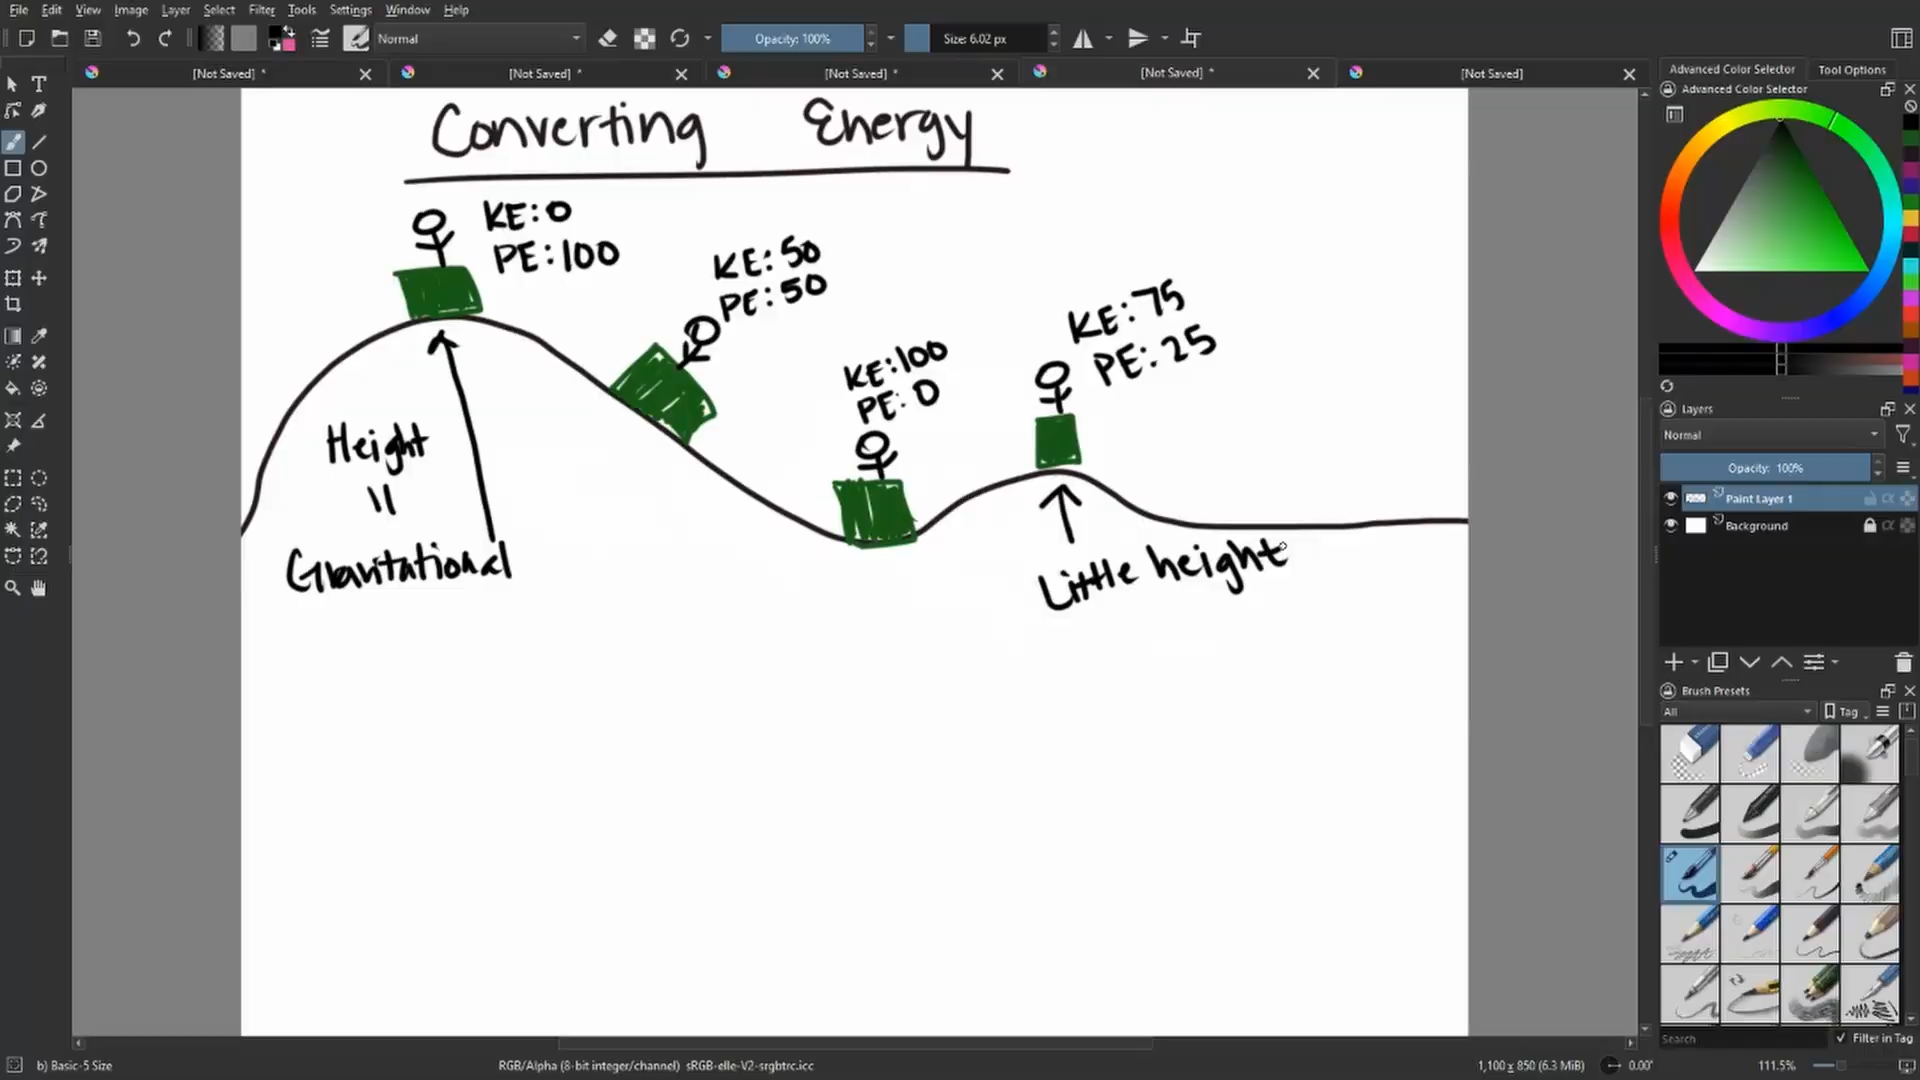 File Edit View Image Layer Select Filter Tools Settings Window Help
Normal
Opacity: 100%
Size: 6.02 px
[Not Saved] *
[Not Saved] *
[Not Saved] *
[Not Saved] *
[Not Saved]
Advanced Color Selector
Tool Options
Advanced Color Selector
Converting Energy
KE: 0
PE: 100
KE: 50
PE: 50
KE: 100
PE: 0
KE: 75
PE: 25
Height
=
Gravitational
Little height
Layers
Normal
Opacity: 100%
Paint Layer 1
Background
Brush Presets
All
Tag
Search
Filter in Tag
b) Basic-5 Size
RGB/Alpha (8-bit integer/channel) sRGB-elle-V2-srgbtrc.icc
1,100 x 850 (6.3 MiB)
0.00°
111.5%